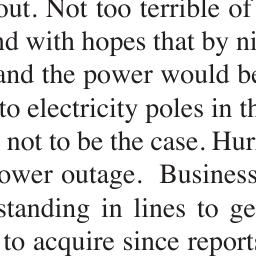 out. Not too terrible of
nd with hopes that by ni
and the power would be
to electricity poles in th
not to be the case. Hur
ower outage. Business
standing in lines to ge
to acquire since reports